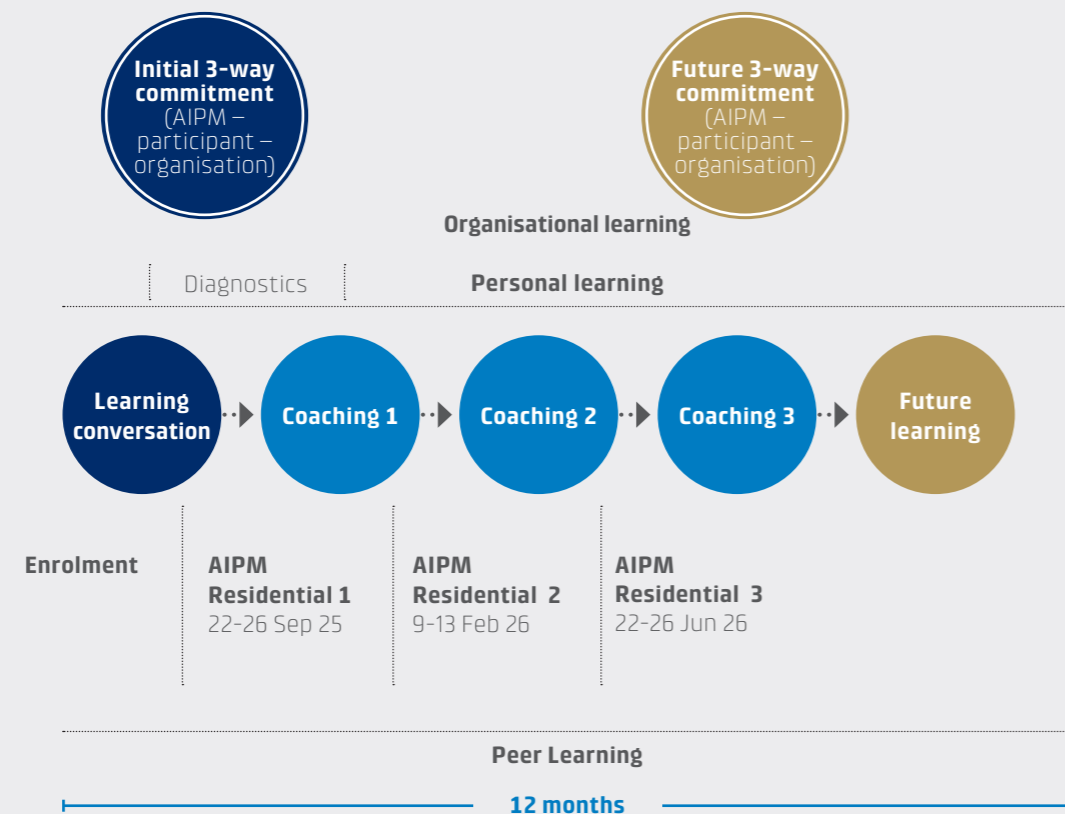 Initial 3-way
commitment
(AIPM –
participant –
organisation)
Future 3-way
commitment
(AIPM –
participant –
organisation)
Organisational learning
Diagnostics
Personal learning
Learning
conversation
Coaching 1
Coaching 2
Coaching 3
Future
learning
Enrolment
AIPM
Residential 1
22-26 Sep 25
AIPM
Residential 2
9-13 Feb 26
AIPM
Residential 3
22-26 Jun 26
Peer Learning
12 months